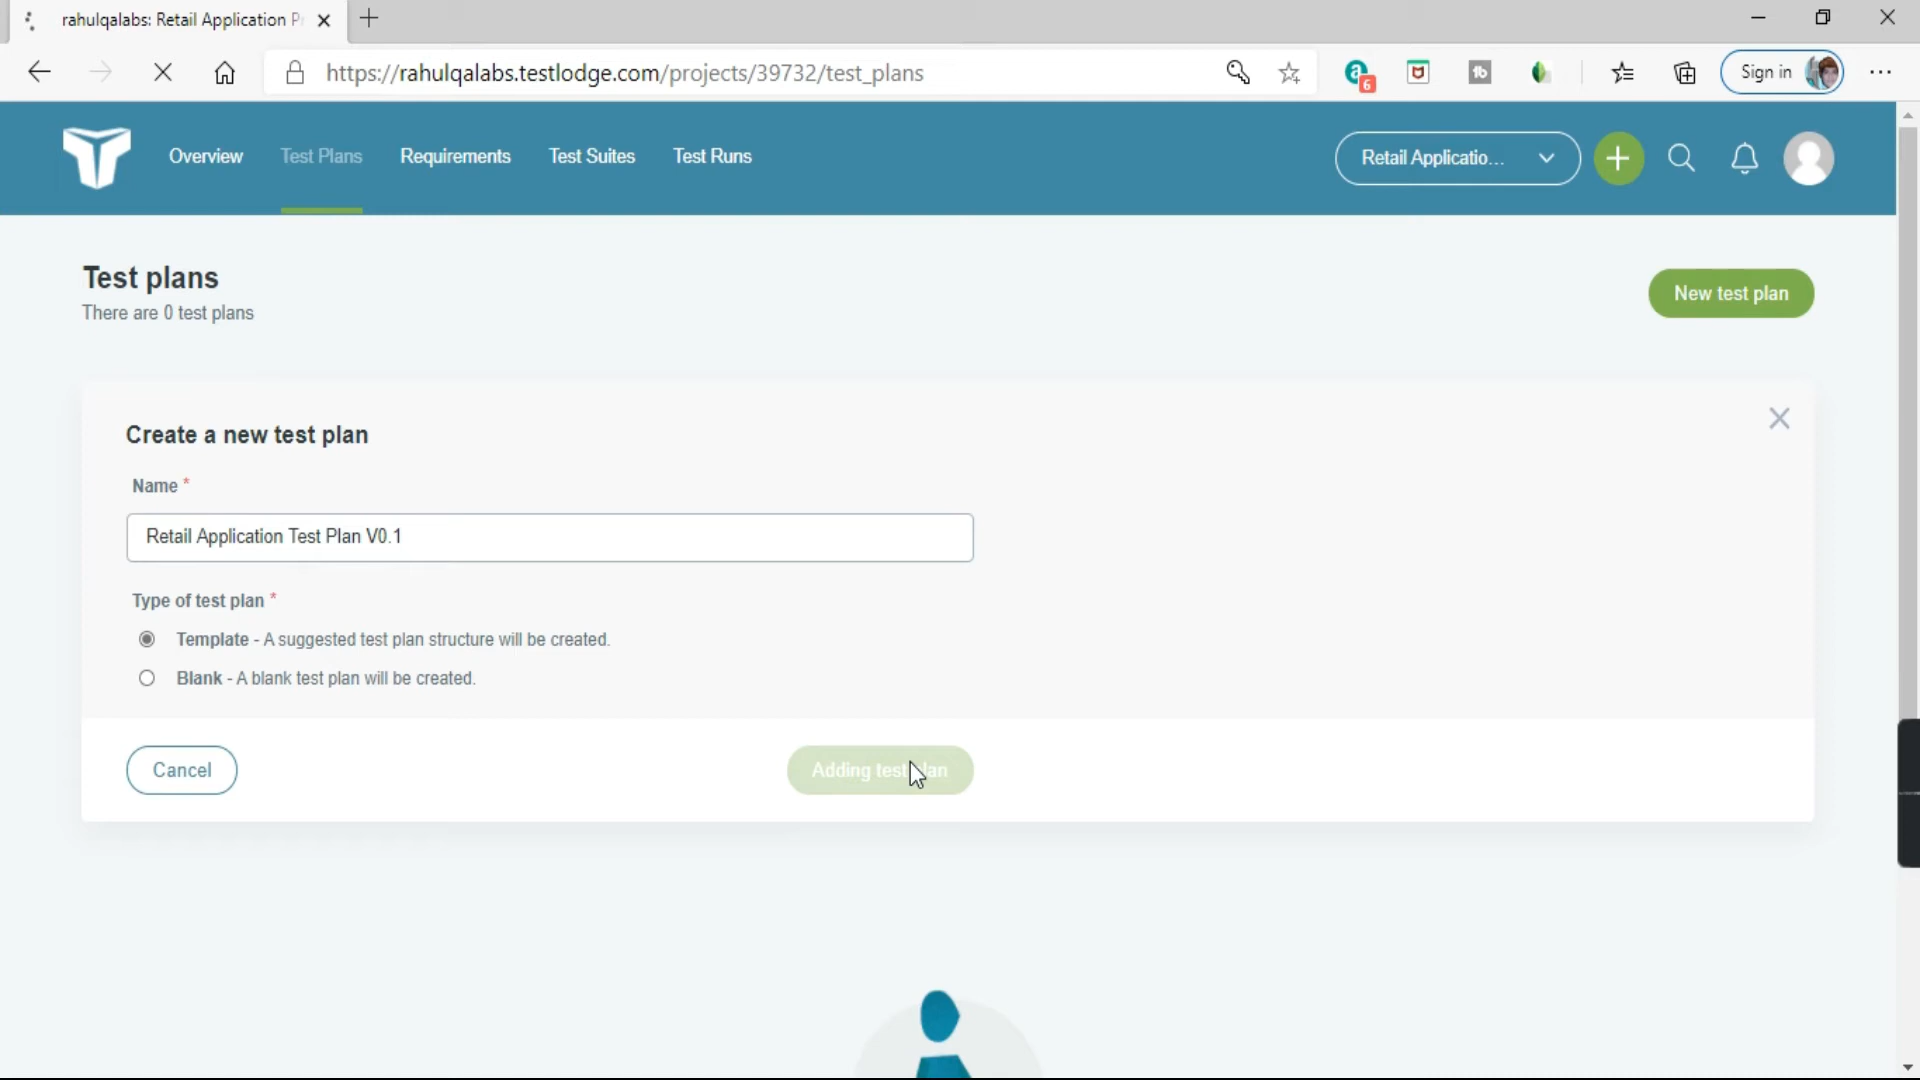 rahulqalabs: Retail Application P
https://rahulqalabs.testlodge.com/projects/39732/test_plans
6
Sign in
Overview
Test Plans
Requirements
Test Suites
Test Runs
Retail Applicatio...
Test plans
There are 0 test plans
New test plan
Create a new test plan
Name *
Retail Application Test Plan V0.1
Type of test plan *
Template - A suggested test plan structure will be created.
Blank - A blank test plan will be created.
Cancel
Adding test plan